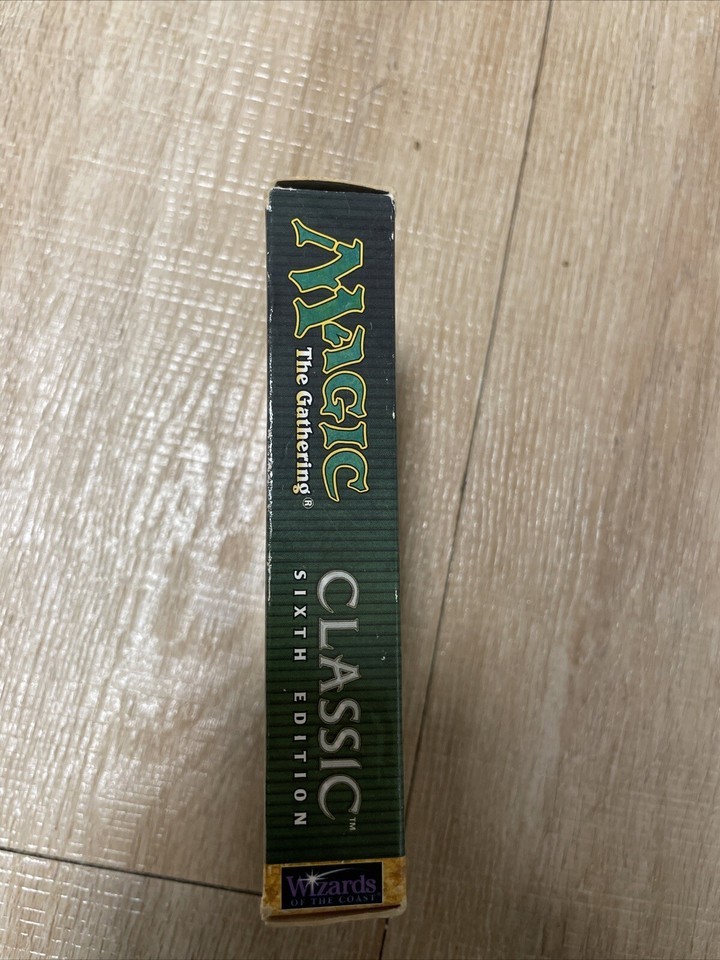 MAGIC
The Gathering®
CLASSIC™
SIXTH EDITION
Wizards
OF THE COAST